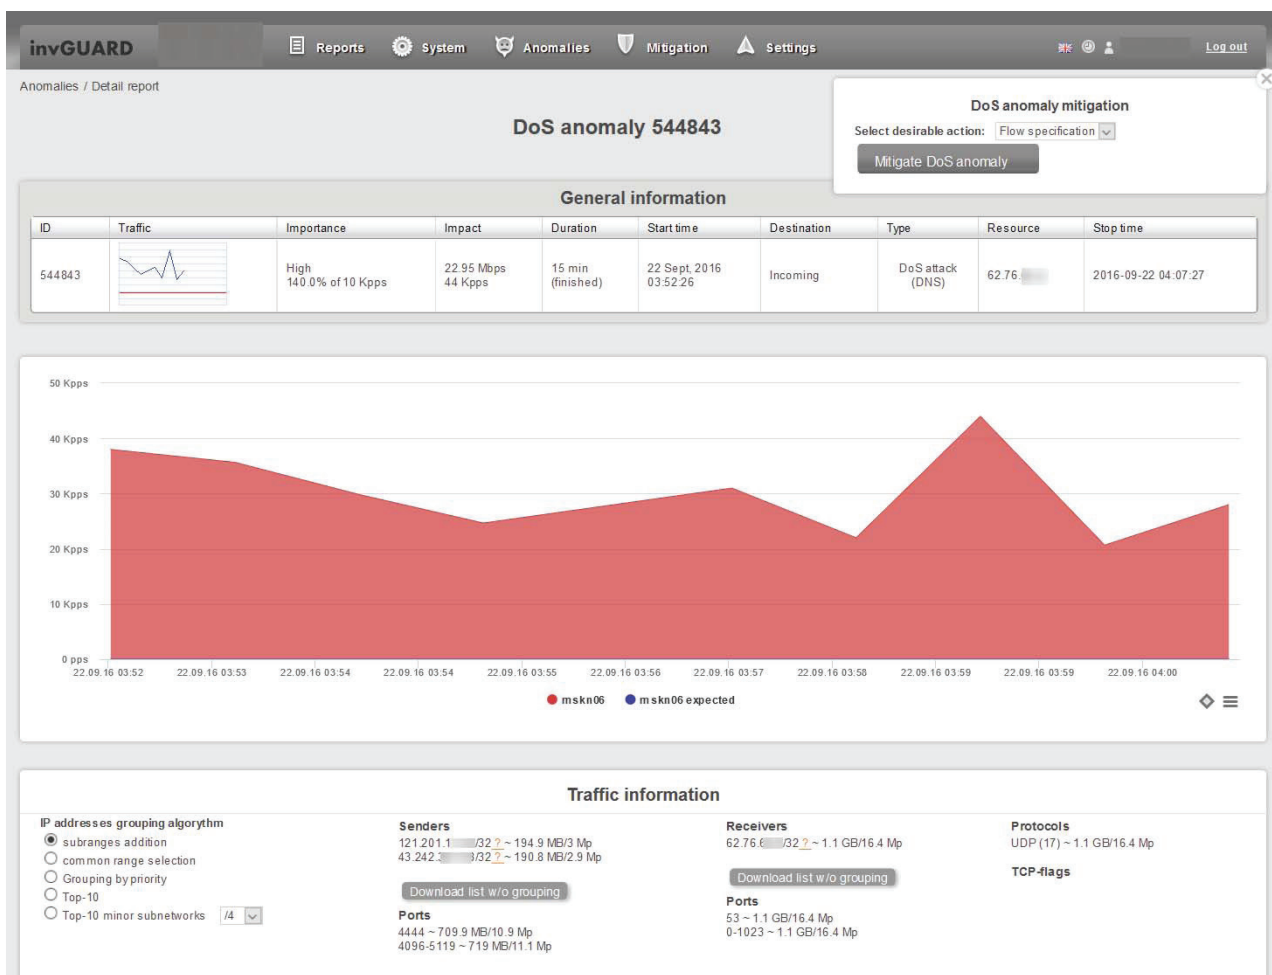 invGUARD
Reports System Anomalies Mitigation Settings Log out
Anomalies / Detail report
DoS anomaly 544843
DoS anomaly mitigation
Select desirable action: Flow specification
Mitigate DoS anomaly
General information
ID Traffic Importance Impact Duration Start time Destination Type Resource Stop time
544843 High 140.0% of 10 Kpps 22.95 Mbps 44 Kpps 15 min (finished) 22 Sept, 2016 03:52:26 Incoming DoS attack (DNS) 62.76. 2016-09-22 04:07:27
50 Kpps
40 Kpps
30 Kpps
20 Kpps
10 Kpps
0 pps
22.09.16 03:52 22.09.16 03:53 22.09.16 03:54 22.09.16 03:54 22.09.16 03:55 22.09.16 03:56 22.09.16 03:57 22.09.16 03:58 22.09.16 03:59 22.09.16 03:59 22.09.16 04:00
mskn06 mskn06 expected
Traffic information
IP addresses grouping algorythm
subranges addition
common range selection
Grouping by priority
Top-10
Top-10 minor subnetworks /4
Senders
121.201.1 /32 ? ~ 194.9 MB/3 Mp
43.242. /32 ? ~ 190.8 MB/2.9 Mp
Download list w/o grouping
Ports
4444 ~ 709.9 MB/10.9 Mp
4096-5119 ~ 719 MB/11.1 Mp
Receivers
62.76. /32 ? ~ 1.1 GB/16.4 Mp
Download list w/o grouping
Ports
53 ~ 1.1 GB/16.4 Mp
0-1023 ~ 1.1 GB/16.4 Mp
Protocols
UDP (17) ~ 1.1 GB/16.4 Mp
TCP-flags